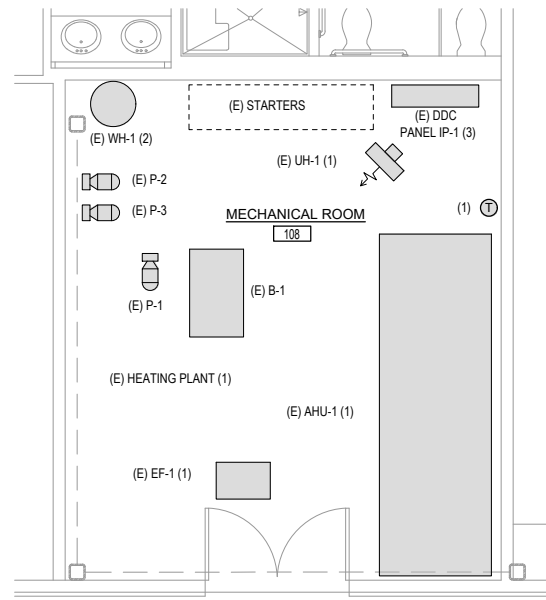 (E) STARTERS
(E) DDC
PANEL IP-1 (3)
(E) WH-1 (2)
(E) UH-1 (1)
(E) P-2
(E) P-3
(1) T
MECHANICAL ROOM
108
(E) B-1
(E) P-1
(E) HEATING PLANT (1)
(E) AHU-1 (1)
(E) EF-1 (1)